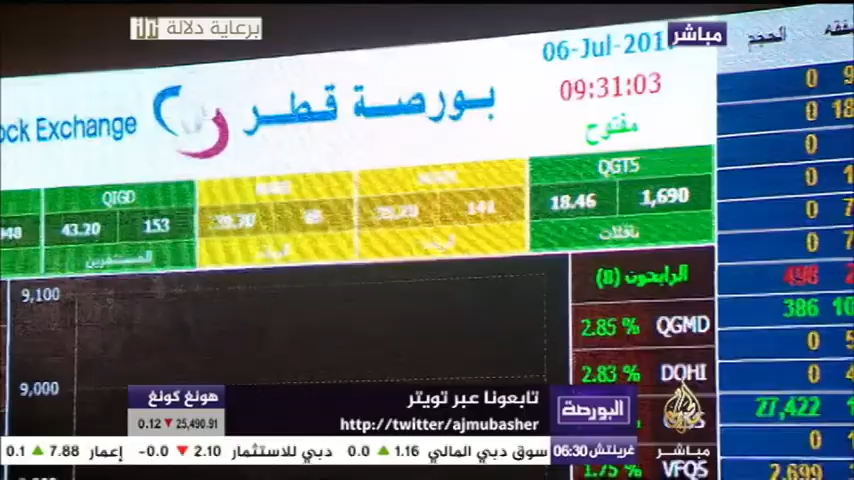 برعاية دلالة
مباشر
06-Jul-201
09:31:03
مفتوح
ock Exchange
بورصة قطر
الحجم
QIGD
43.20 153
المستثمرين
QGTS
18.46 1,690
ناقلات
9,100
9,000
الرابحون (8)
2.85 % QGMD
2.83 % DOHI
1.75 % VFQS
0
0
0
0
0
0
498
386
0
0
27,422
0
2,699
هونغ كونغ
0.12 ▼ 25,490.91
تابعونا عبر تويتر
http://twitter/ajmubasher
البورصة
مباشر
06:30 غرينتش
سوق دبي المالي 1.16 ▲ 0.0
دبي للاستثمار 2.10 ▼ -0.0
إعمار 7.88 ▲ 0.1